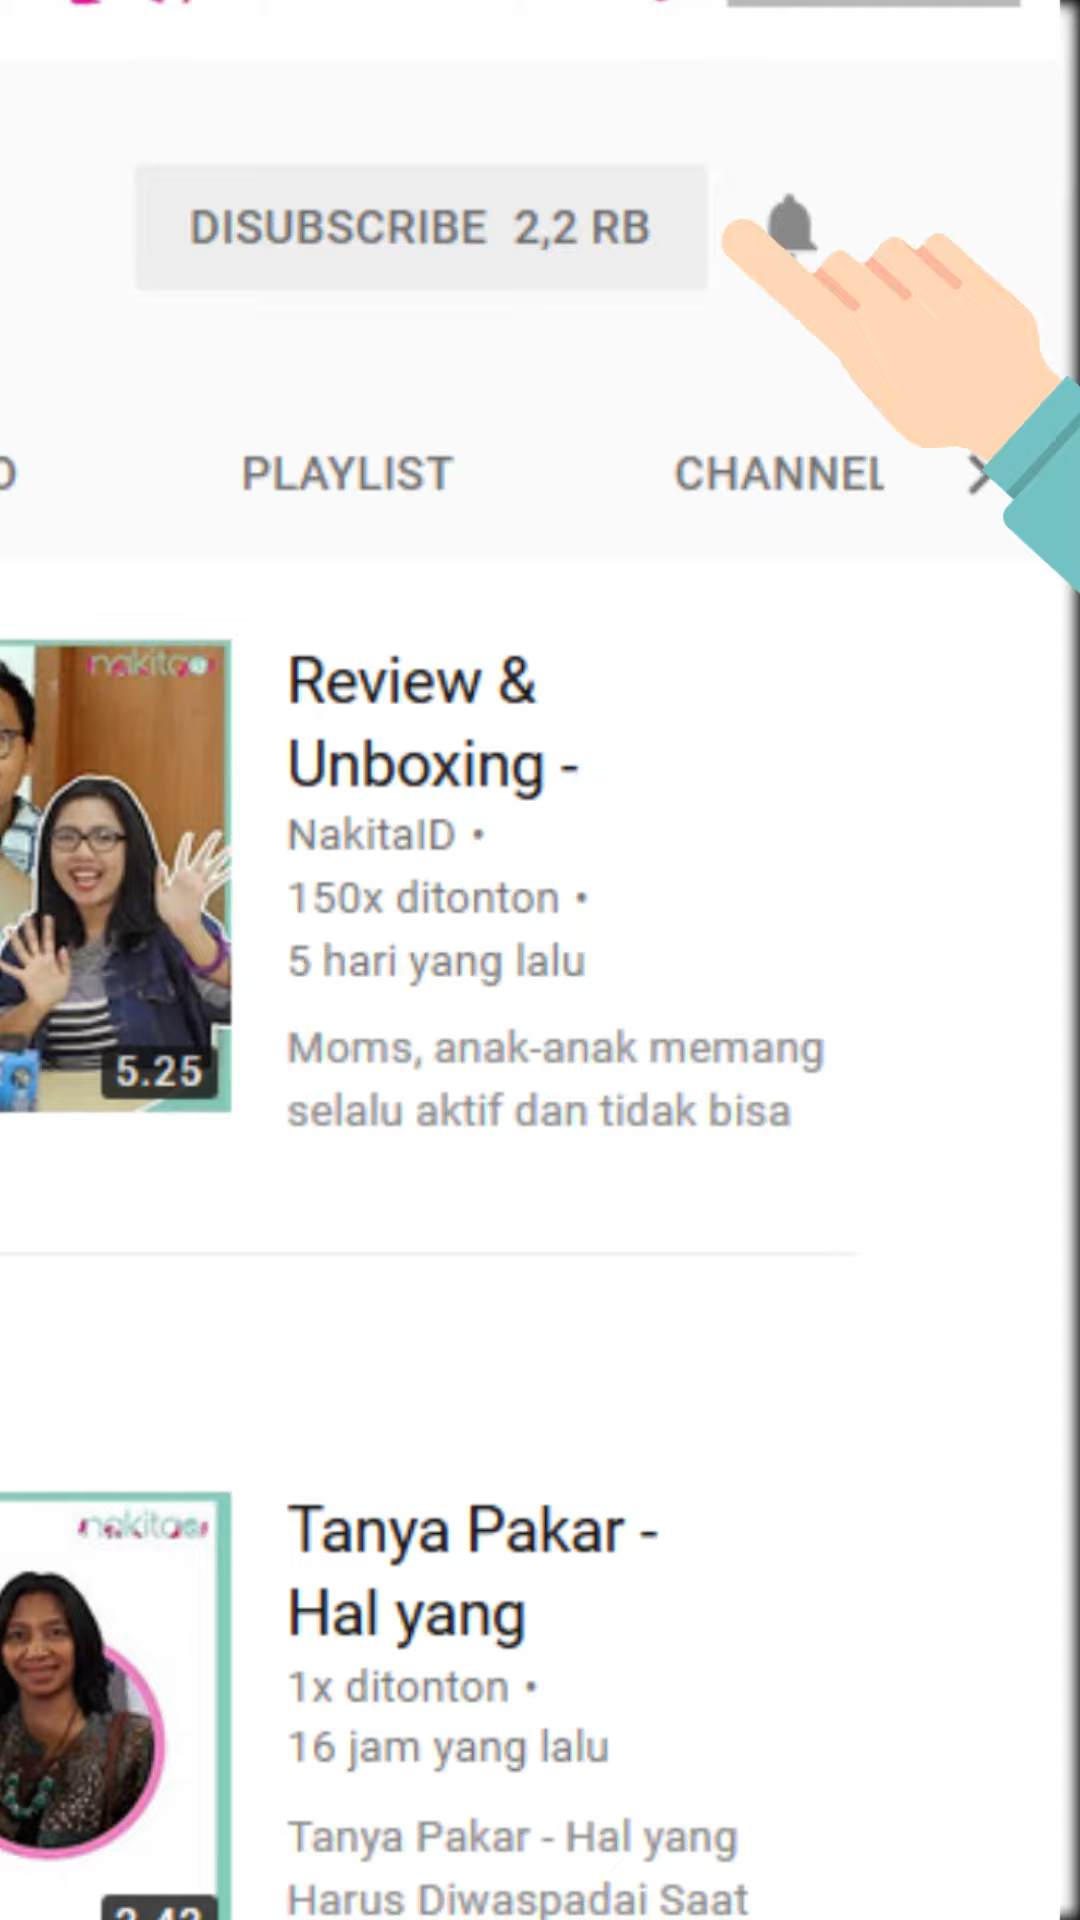 DISUBSCRIBE 2,2 RB
PLAYLIST
CHANNEL
nakita
Review &
Unboxing -
NakitaID •
150x ditonton •
5 hari yang lalu
Moms, anak-anak memang
selalu aktif dan tidak bisa
5.25
nakita
Tanya Pakar -
Hal yang
1x ditonton •
16 jam yang lalu
Tanya Pakar - Hal yang
Harus Diwaspadai Saat